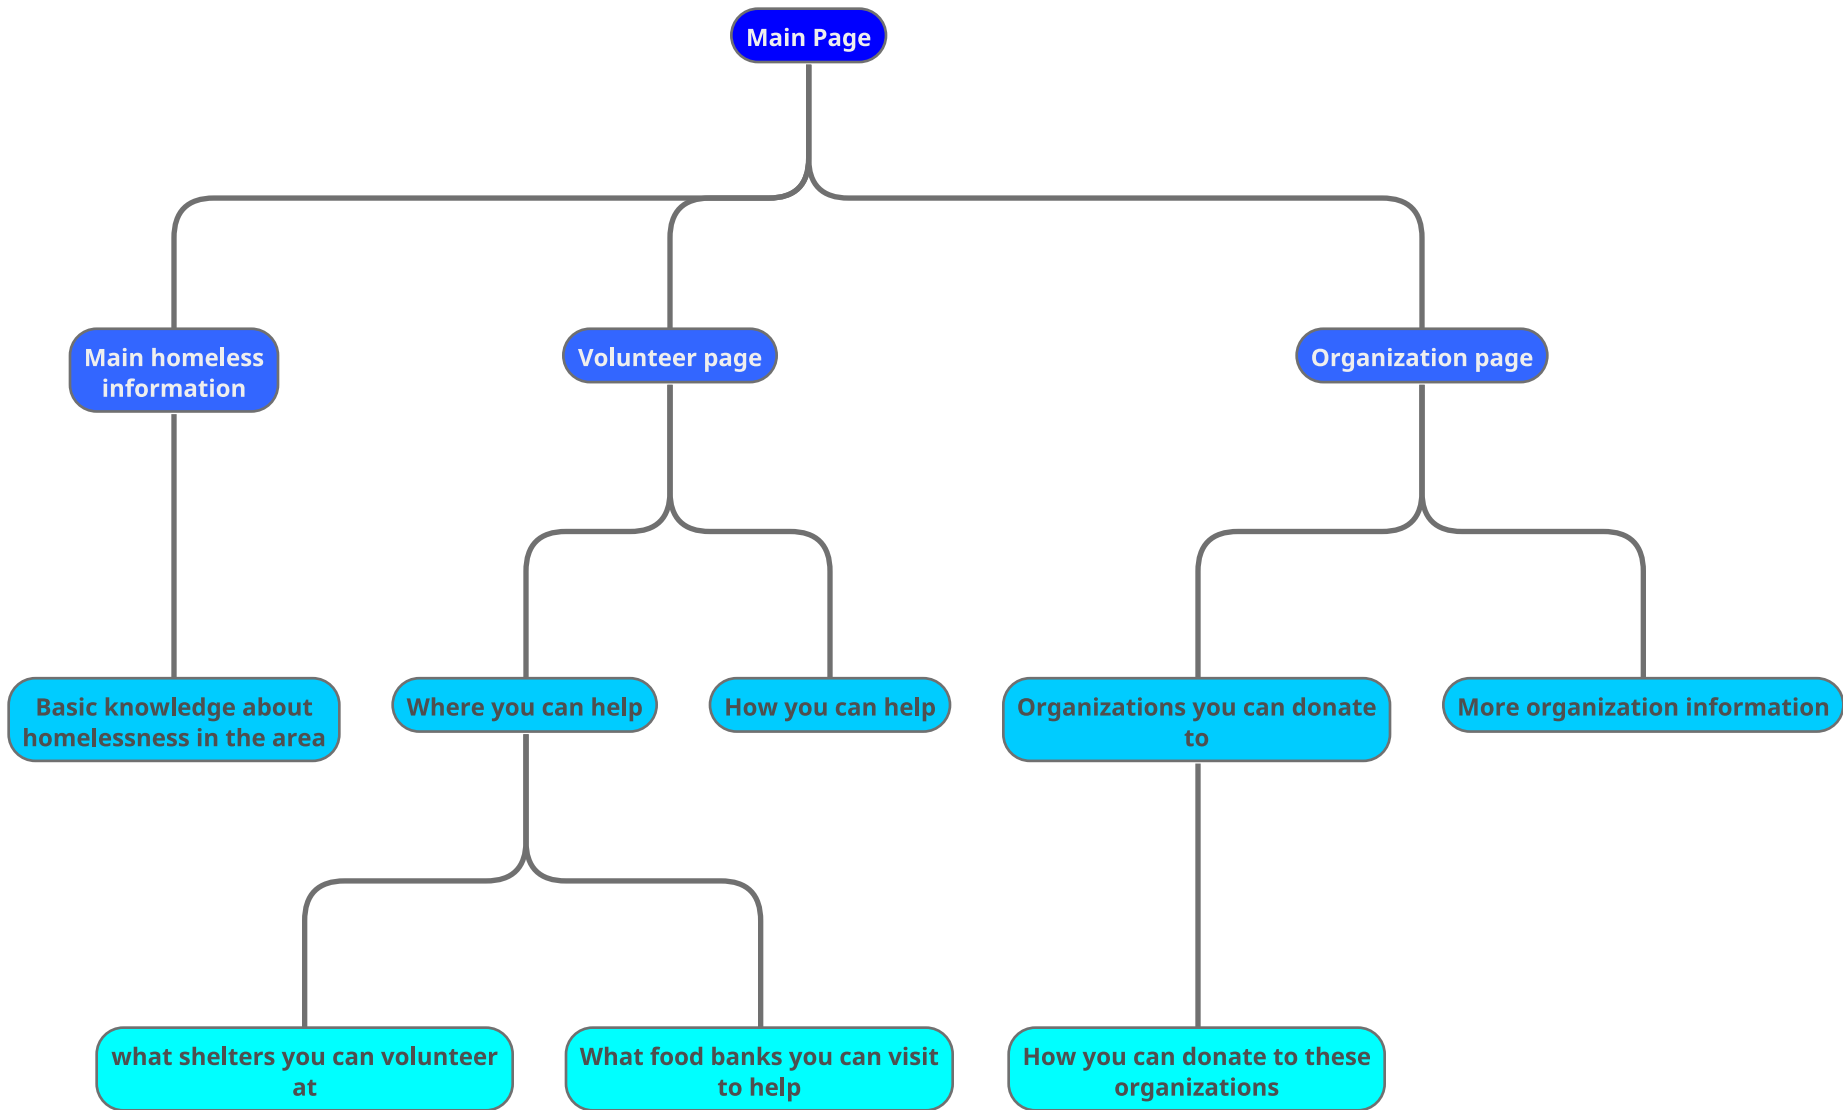 Main Page
Main homeless
information
Volunteer page
Organization page
Basic knowledge about
homelessness in the area
Where you can help
How you can help
Organizations you can donate
to
More organization information
what shelters you can volunteer
at
What food banks you can visit
to help
How you can donate to these
organizations